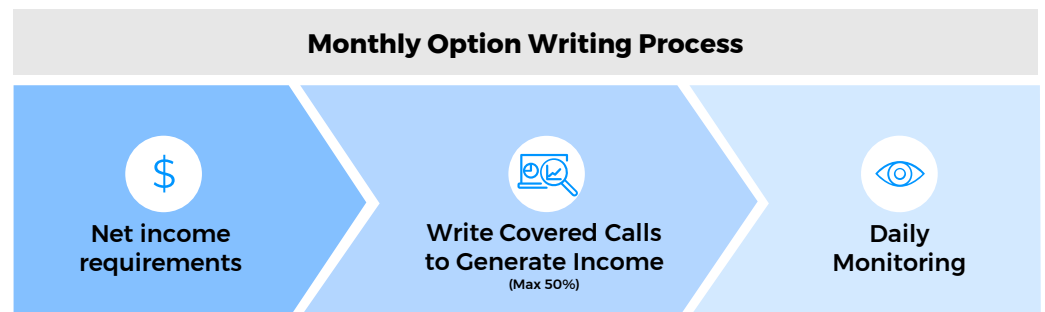 Monthly Option Writing Process
$
Net income
requirements
Write Covered Calls
to Generate Income
(Max 50%)
Daily
Monitoring